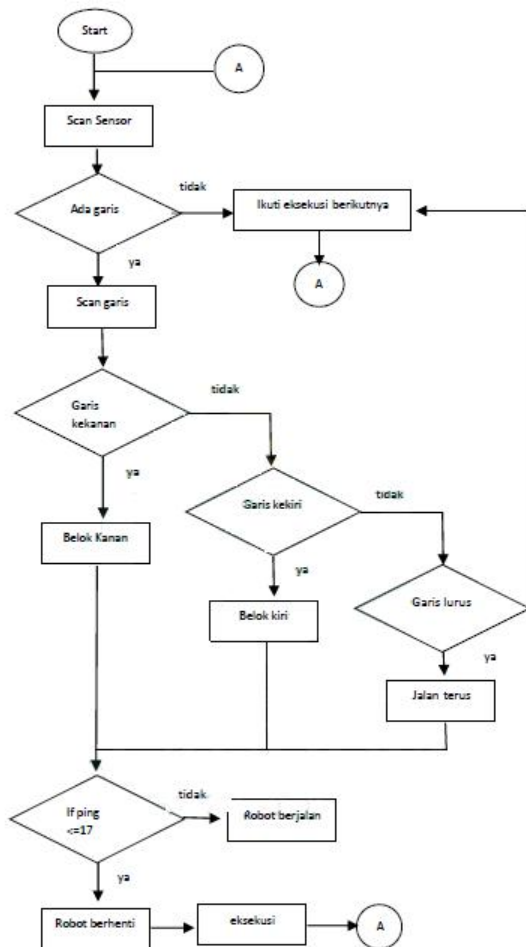 Start
A
Scan Sensor
tidak
Ada garis
Ikuti eksekusi berikutnya
ya
A
Scan garis
tidak
Garis
kekanan
tidak
ya
Garis kekiri
Belok Kanan
ya
Garis lurus
Belok kiri
ya
Jalan terus
tidak
If ping
<=17
Robot berjalan
ya
Robot berhenti
eksekusi
A